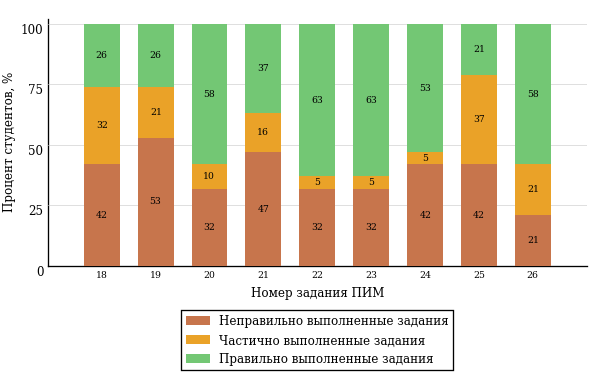 Процент студентов, %
100
75
50
25
0
26 26 58 37 63 63 53 21 58
32 21 10 16 5 5 5 37 21
42 53 32 47 32 32 42 42 21
18 19 20 21 22 23 24 25 26
Номер задания ПИМ
Неправильно выполненные задания
Частично выполненные задания
Правильно выполненные задания